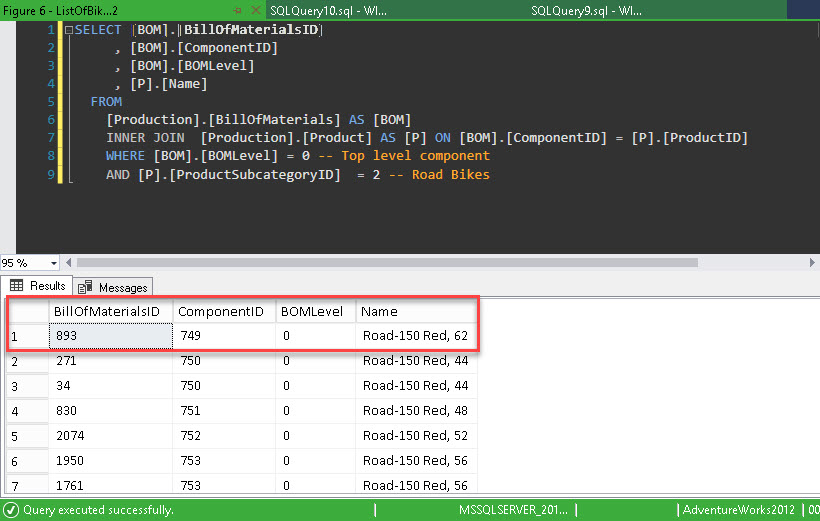 Figure 6 - ListOfBik...2 SQLQuery10.sql - WI... SQLQuery9.sql - WI...
1 SELECT [BOM].[BillOfMaterialsID]
2 , [BOM].[ComponentID]
3 , [BOM].[BOMLevel]
4 , [P].[Name]
5 FROM
6 [Production].[BillOfMaterials] AS [BOM]
7 INNER JOIN [Production].[Product] AS [P] ON [BOM].[ComponentID] = [P].[ProductID]
8 WHERE [BOM].[BOMLevel] = 0 -- Top level component
9 AND [P].[ProductSubcategoryID] = 2 -- Road Bikes
95 %
Results Messages
BillOfMaterialsID ComponentID BOMLevel Name
1 893 749 0 Road-150 Red, 62
2 271 750 0 Road-150 Red, 44
3 34 750 0 Road-150 Red, 44
4 830 751 0 Road-150 Red, 48
5 2074 752 0 Road-150 Red, 52
6 1950 753 0 Road-150 Red, 56
7 1761 753 0 Road-150 Red, 56
Query executed successfully. MSSQLSERVER_201... AdventureWorks2012 00